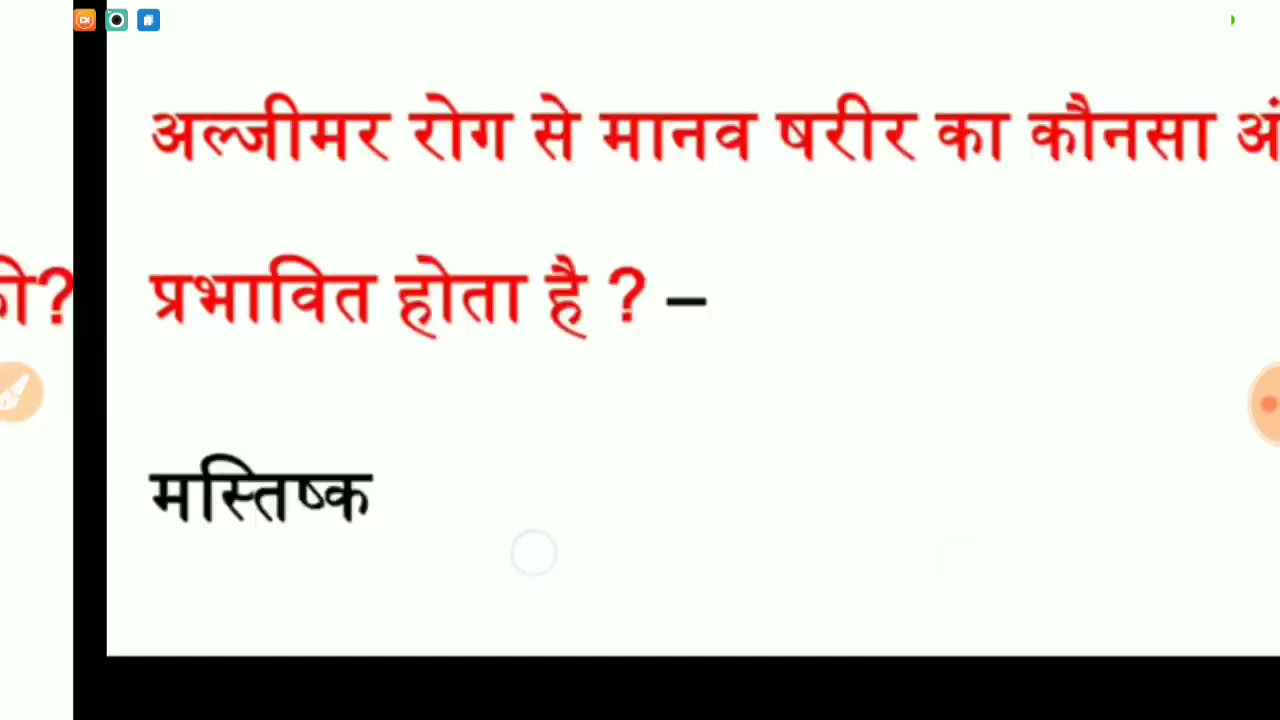 अल्जीमर रोग से मानव षरीर का कौनसा
प्रभावित होता है ? –
मस्तिष्क